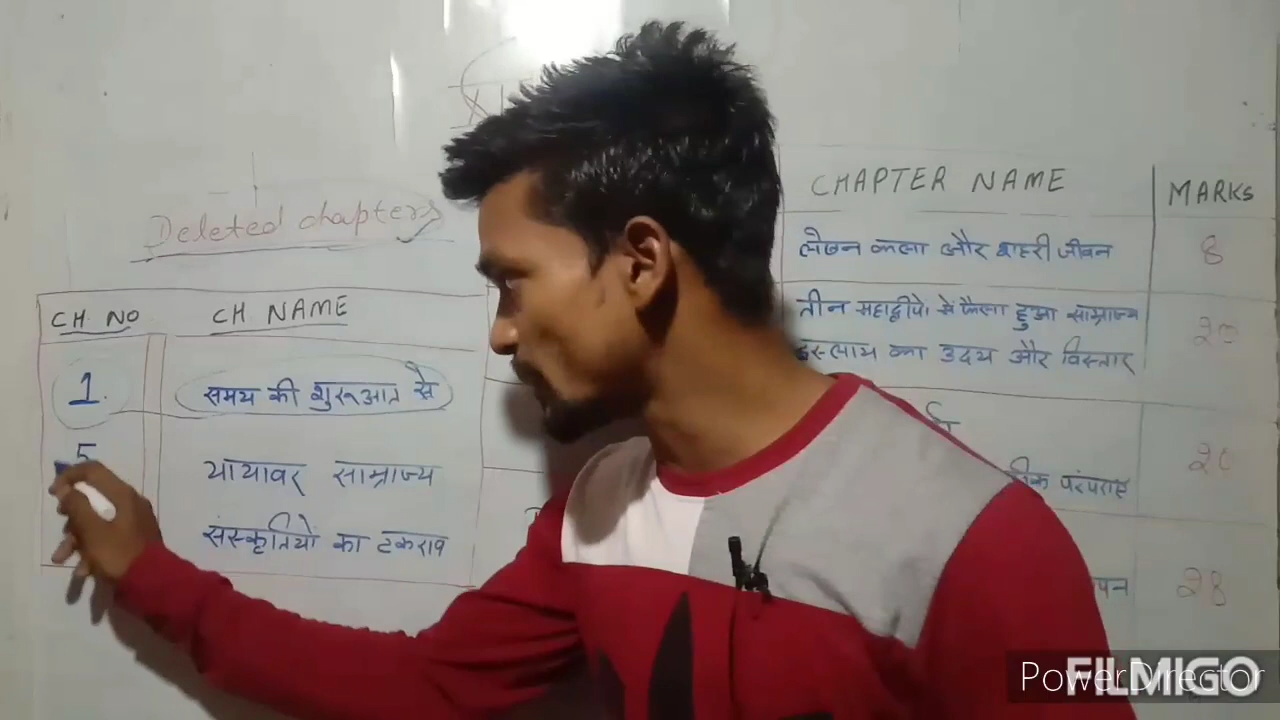 XI
Deleted chapters
CH NO CH NAME
1. समय की शुरूआत से
5 यायावर साम्राज्य
संस्कृतियों का टकराव
CHAPTER NAME MARKS
लेखन कला और शहरी जीवन 8
तीन महाद्वीपो में फैला हुआ साम्राज्य
इस्लाम का उदय और विस्तार 20
परंपराएं 20
28
PowerDirector
FILMIGO